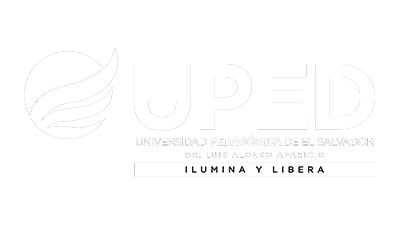 UPED
UNIVERSIDAD PEDAGÓGICA DE EL SALVADOR
DR. LUIS ALONSO APARICIO
ILUMINA Y LIBERA